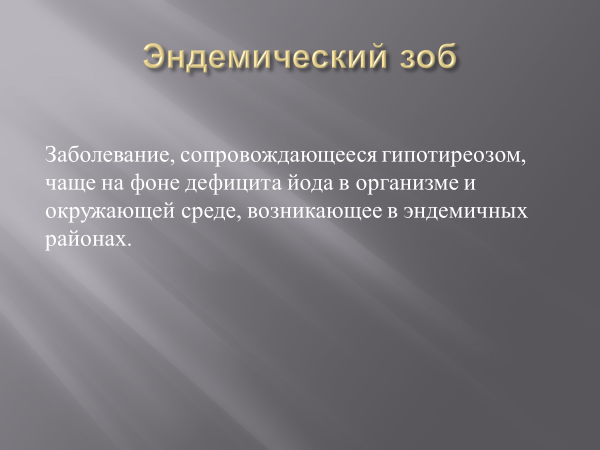 Эндемический зоб
Заболевание, сопровождающееся гипотиреозом,
чаще на фоне дефицита йода в организме и
окружающей среде, возникающее в эндемичных
районах.